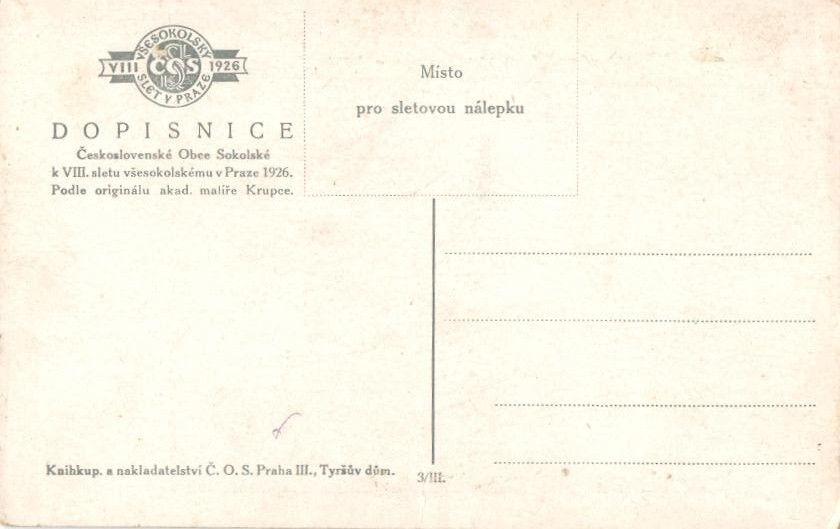 VŠESOKOLSKÝ
VIII ČOS 1926
SLET V PRAZE
DOPISNICE
Československé Obce Sokolské
k VIII. sletu všesokolskému v Praze 1926.
Podle originálu akad. malíře Krupce.
Místo
pro sletovou nálepku
Knihkup. a nakladatelství Č. O. S. Praha III., Tyršův dům.
3/III.